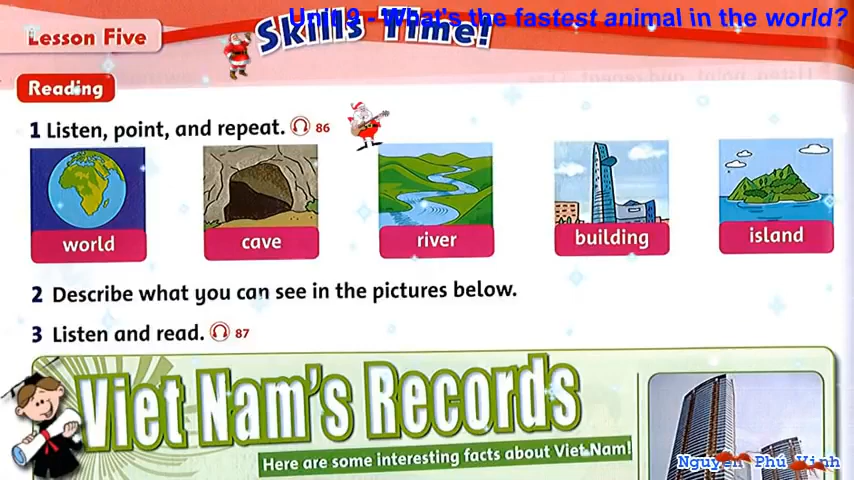 Unit 9 - What's the fastest animal in the world?
Lesson Five
Skills Time!
Reading
1 Listen, point, and repeat. 86
world
cave
river
building
island
2 Describe what you can see in the pictures below.
3 Listen and read. 87
Viet Nam's Records
Here are some interesting facts about Viet Nam!
Nguyen Phú Vinh